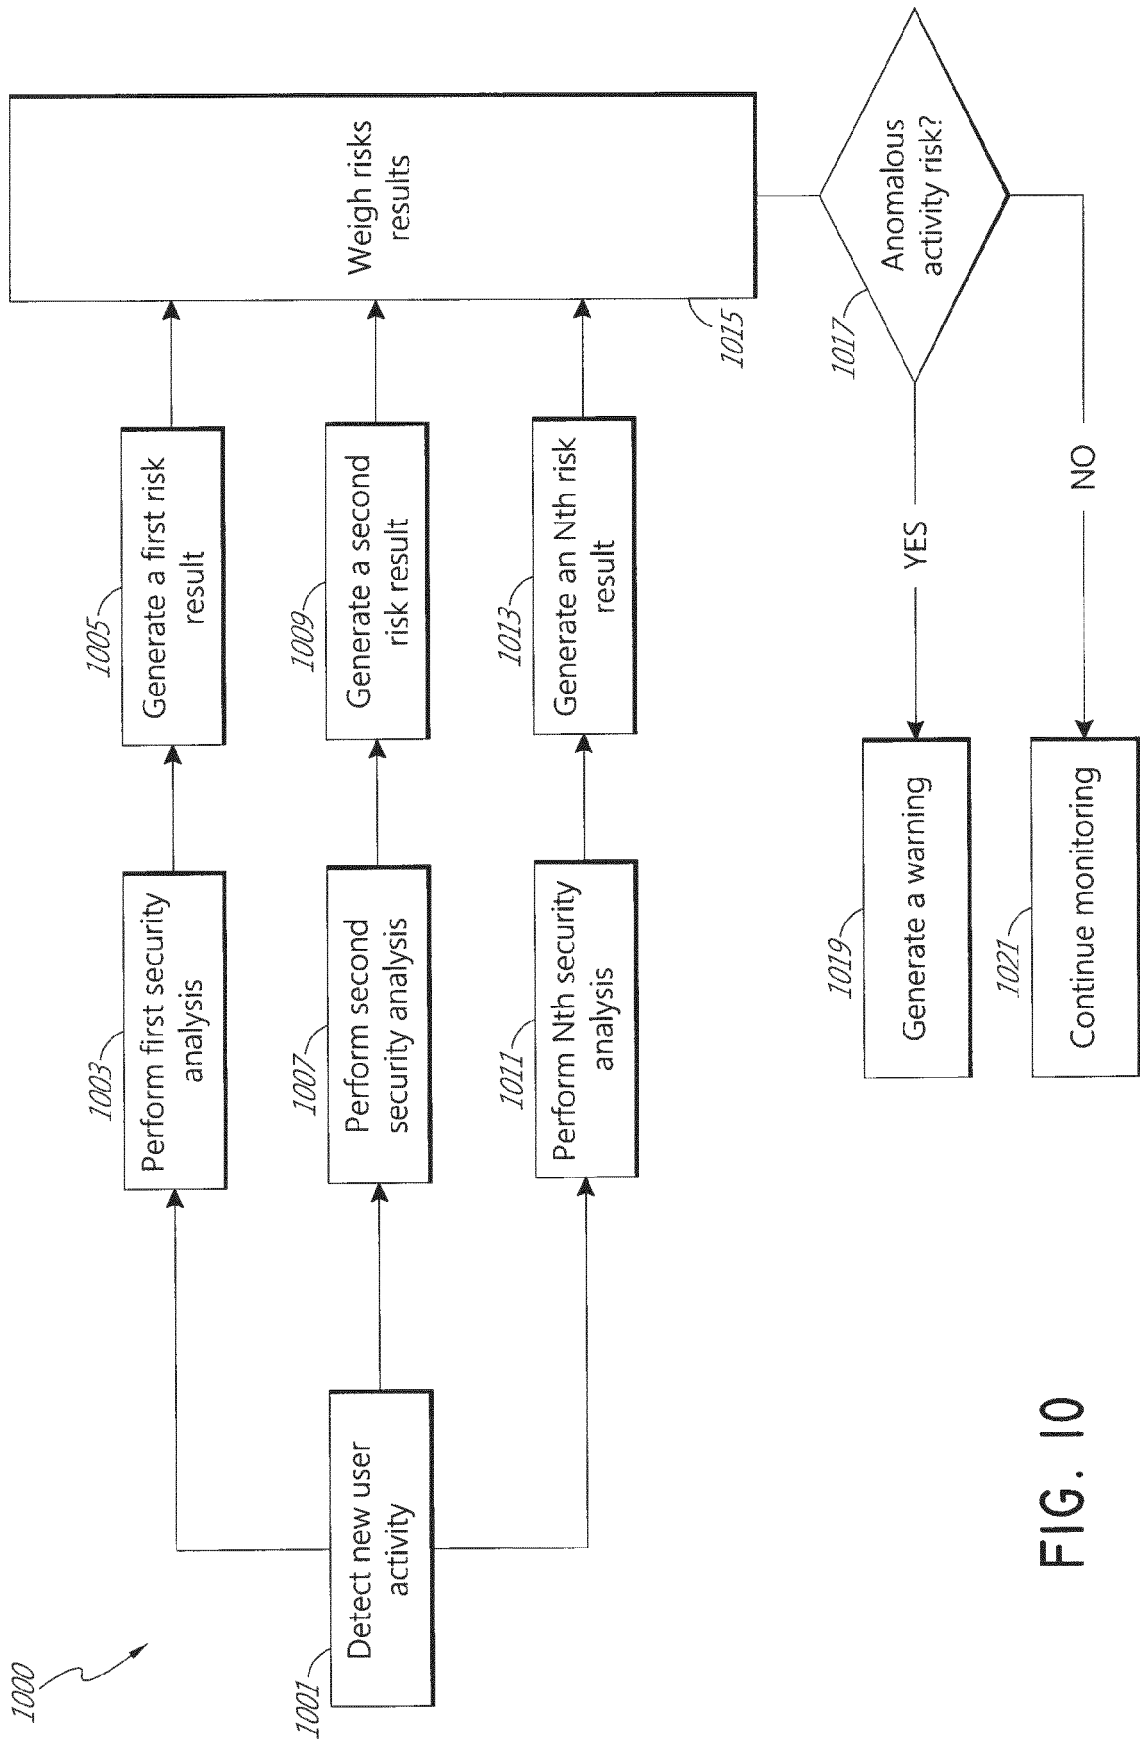 1000
1001
Detect new user
activity
1003
Perform first security
analysis
1005
Generate a first risk
result
1007
Perform second
security analysis
1009
Generate a second
risk result
1011
Perform Nth security
analysis
1013
Generate an Nth risk
result
Weigh risks
results
1015
1017
Anomalous
activity risk?
YES
NO
1019
Generate a warning
1021
Continue monitoring
FIG. 10